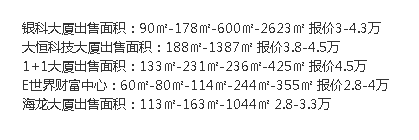 银科大厦出售面积：90㎡-178㎡-600㎡-2623㎡ 报价3-4.3万
大恒科技大厦出售面积：188㎡-1387㎡ 报价3.8-4.5万
1+1大厦出售面积：133㎡-231㎡-236㎡-425㎡ 报价4.5万
E世界财富中心：60㎡-80㎡-114㎡-244㎡-355㎡ 报价2.8-4万
海龙大厦出售面积：113㎡-163㎡-1044㎡ 2.8-3.3万